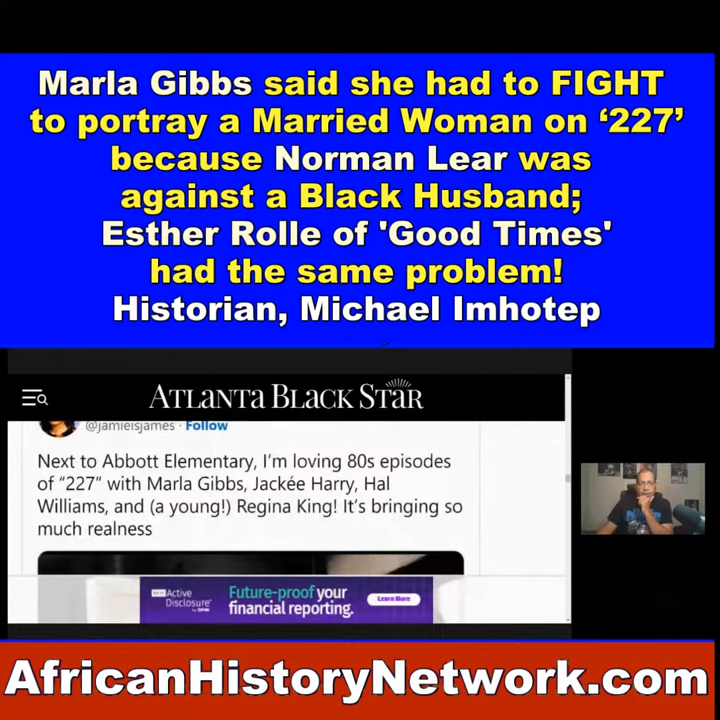 Marla Gibbs said she had to FIGHT
to portray a Married Woman on ‘227’
because Norman Lear was
against a Black Husband;
Esther Rolle of 'Good Times'
had the same problem!
Historian, Michael Imhotep
ATLANTA BLACK STAR
@jamieisjames · Follow
Next to Abbott Elementary, I'm loving 80s episodes
of “227” with Marla Gibbs, Jackée Harry, Hal
Williams, and (a young!) Regina King! It's bringing so
much realness
Active
Disclosure
Future-proof your
financial reporting.
Learn More
AfricanHistoryNetwork.com